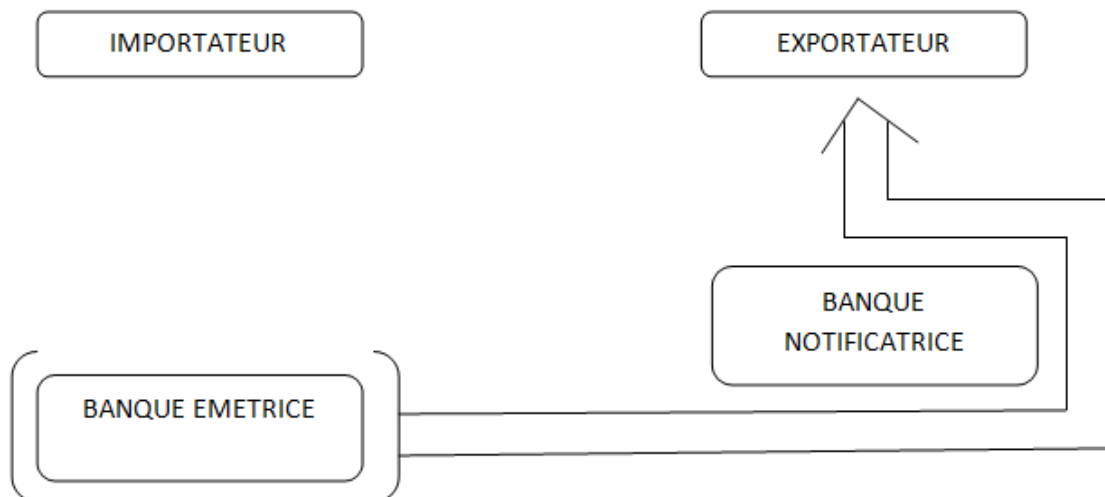 IMPORTATEUR
EXPORTATEUR
BANQUE
NOTIFICATRICE
BANQUE EMETRICE